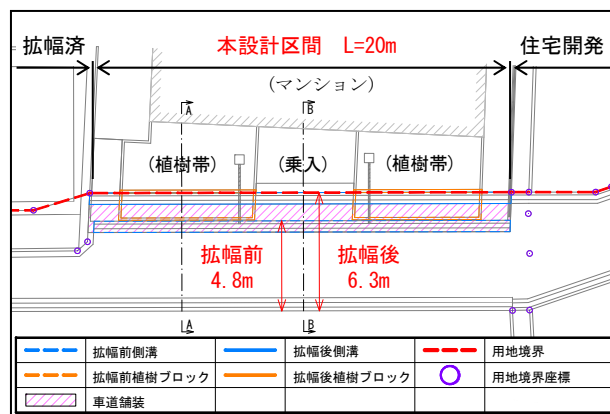 拡幅済
本設計区間 L=20m
住宅開発
(マンション)
A
B
(植樹帯)
(乗入)
(植樹帯)
拡幅前
4.8m
拡幅後
6.3m
A
B
拡幅前側溝
拡幅後側溝
用地境界
拡幅前植樹ブロック
拡幅後植樹ブロック
用地境界座標
車道舗装